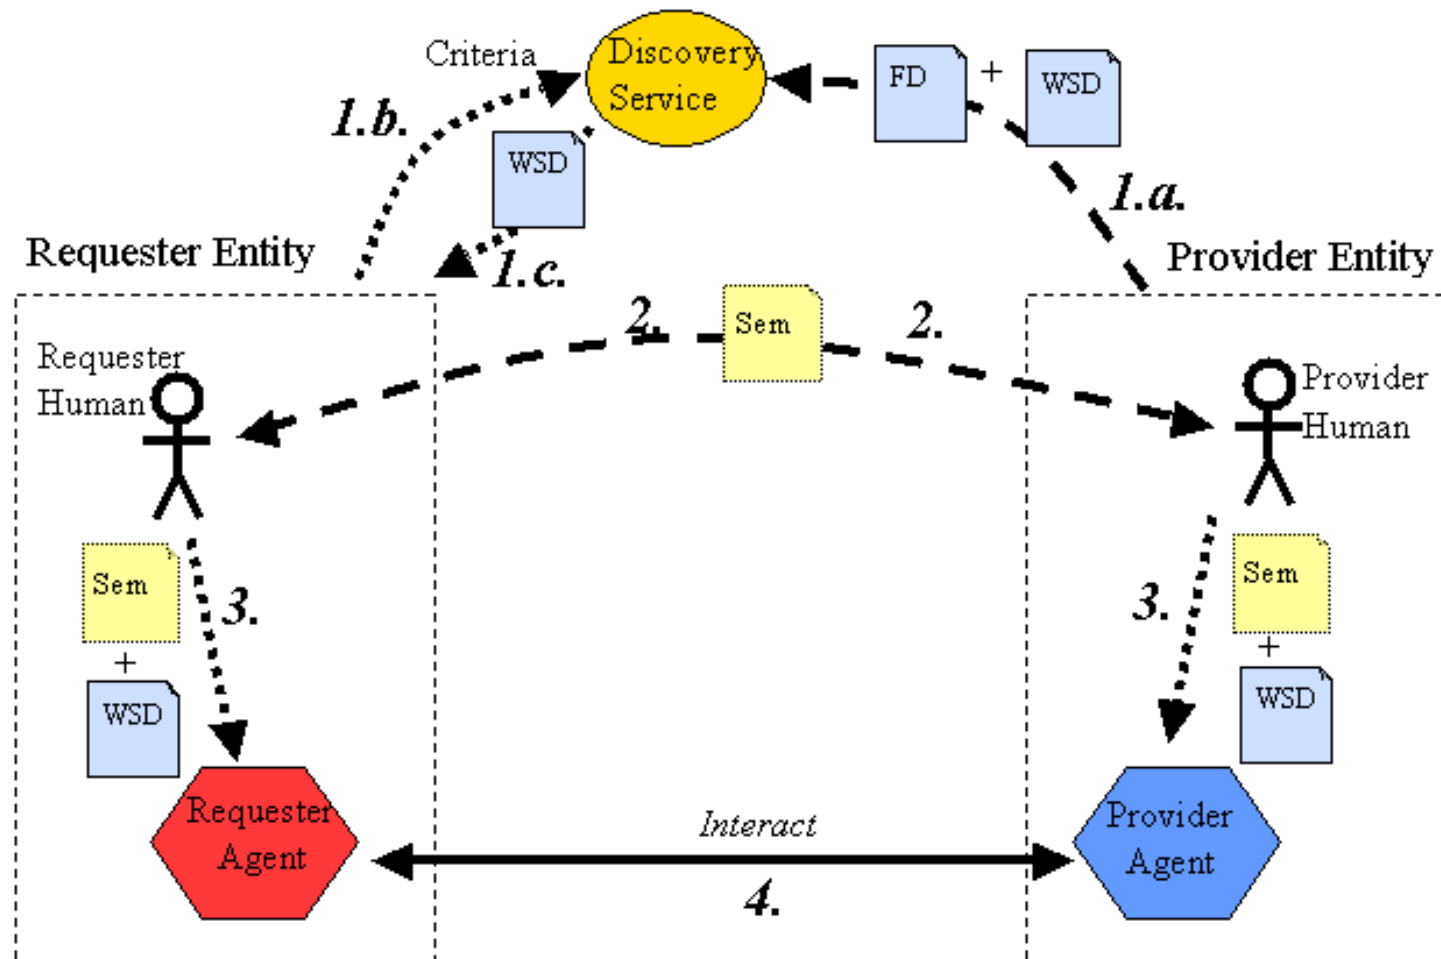 Criteria
Discovery
Service
FD
+
WSD
1.b.
WSD
1.a.
1.c.
Requester Entity
Provider Entity
2.
Sem
2.
Requester
Human
Provider
Human
Sem
+
WSD
3.
3.
Sem
+
WSD
Requester
Agent
Interact
4.
Provider
Agent